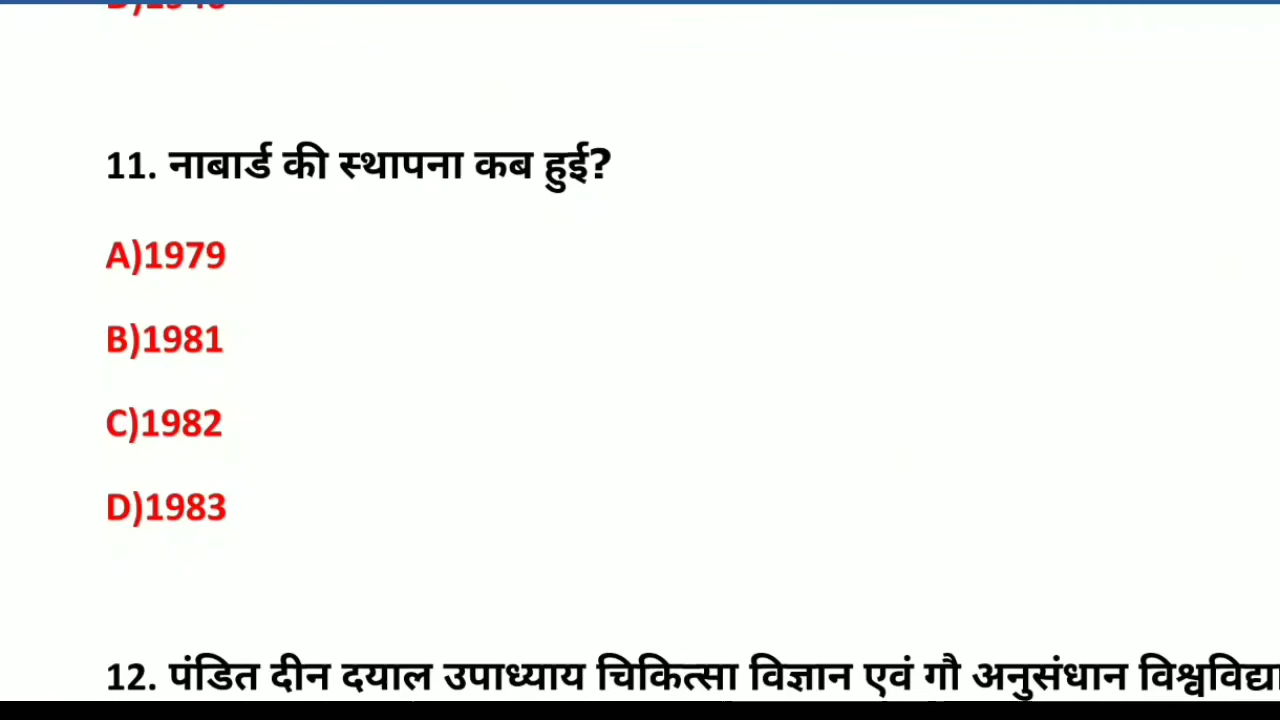 11. नाबार्ड की स्थापना कब हुई?
A)1979
B)1981
C)1982
D)1983
12. पंडित दीन दयाल उपाध्याय चिकित्सा विज्ञान एवं गौ अनुसंधान